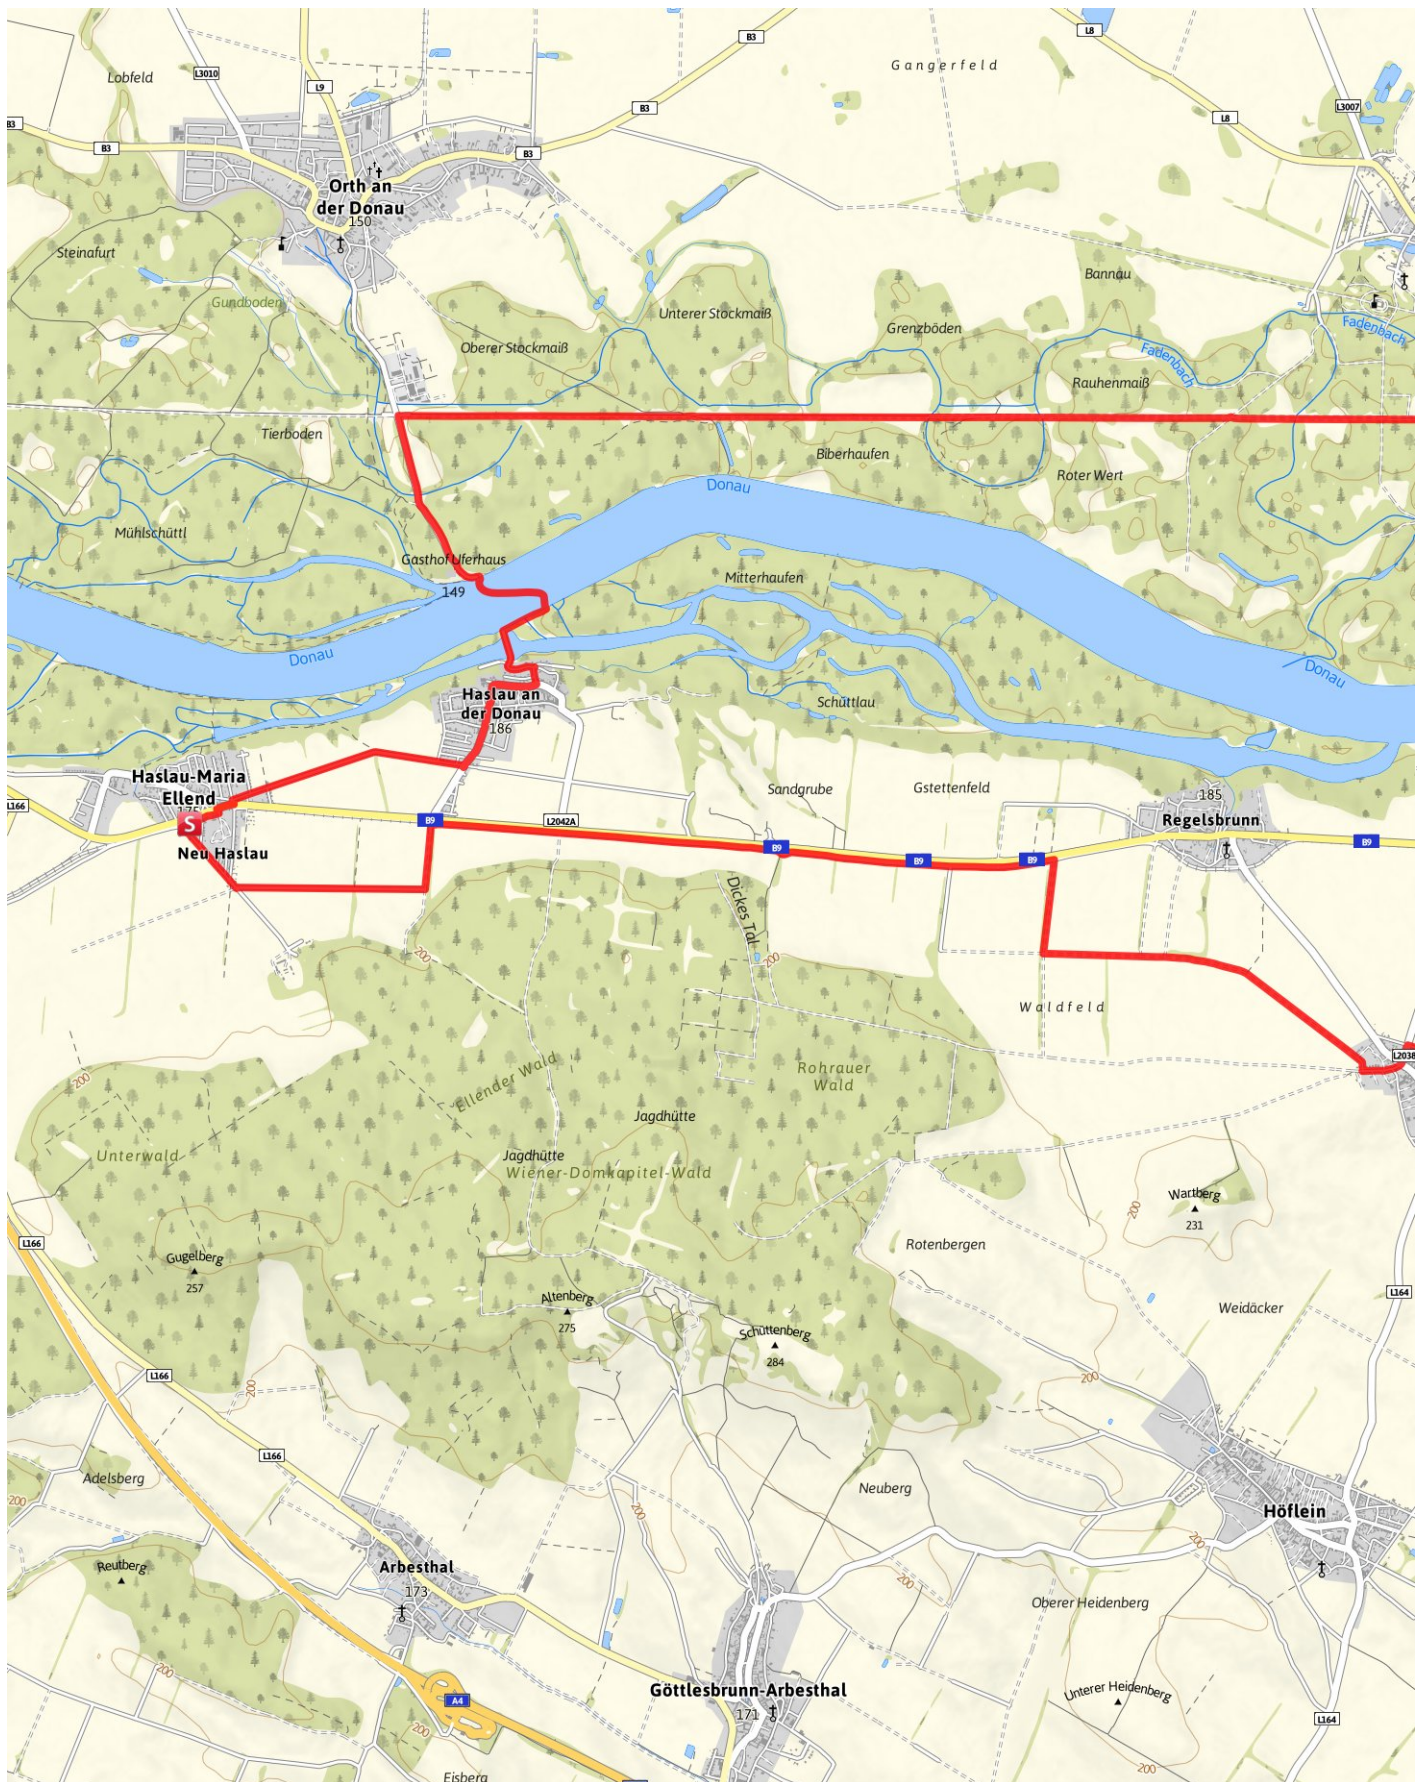 Lobfeld
L3010
L9
B3
B3
L8
Gangerfeld
L3007
B3
L8
B3
B3
B3
Orth an
der Donau
150
Steinafurt
Gundboden
Bannau
Unterer Stockmaiß
Grenzböden
Fadenbach
Oberer Stockmaiß
Fadenbach
Rauhenmaiß
Tierboden
Biberhaufen
Roter Wert
Donau
Mühlschüttl
Gasthof Uferhaus
149
Mitterhaufen
Donau
Donau
Haslau an
der Donau
186
Schüttlau
Haslau-Maria
Ellend
175
S
L166
Sandgrube
Gstettenfeld
185
Regelsbrunn
B9
L2042A
B9
B9
B9
B9
Neu Haslau
Dickes Tal
200
200
Waldfeld
L2038
200
Ellender Wald
Rohrauer
Wald
Jagdhütte
Unterwald
Jagdhütte
Wiener-Domkapitel-Wald
Wartberg
231
200
L166
Rotenbergen
Gugelberg
257
Altenberg
275
Schüttenberg
284
L164
Weidäcker
L166
200
200
L166
Adelsberg
200
Neuberg
200
Höflein
200
Reutberg
Arbesthal
173
200
Oberer Heidenberg
200
Göttlesbrunn-Arbesthal
171
Unterer Heidenberg
A4
200
L164
Eisberg
200